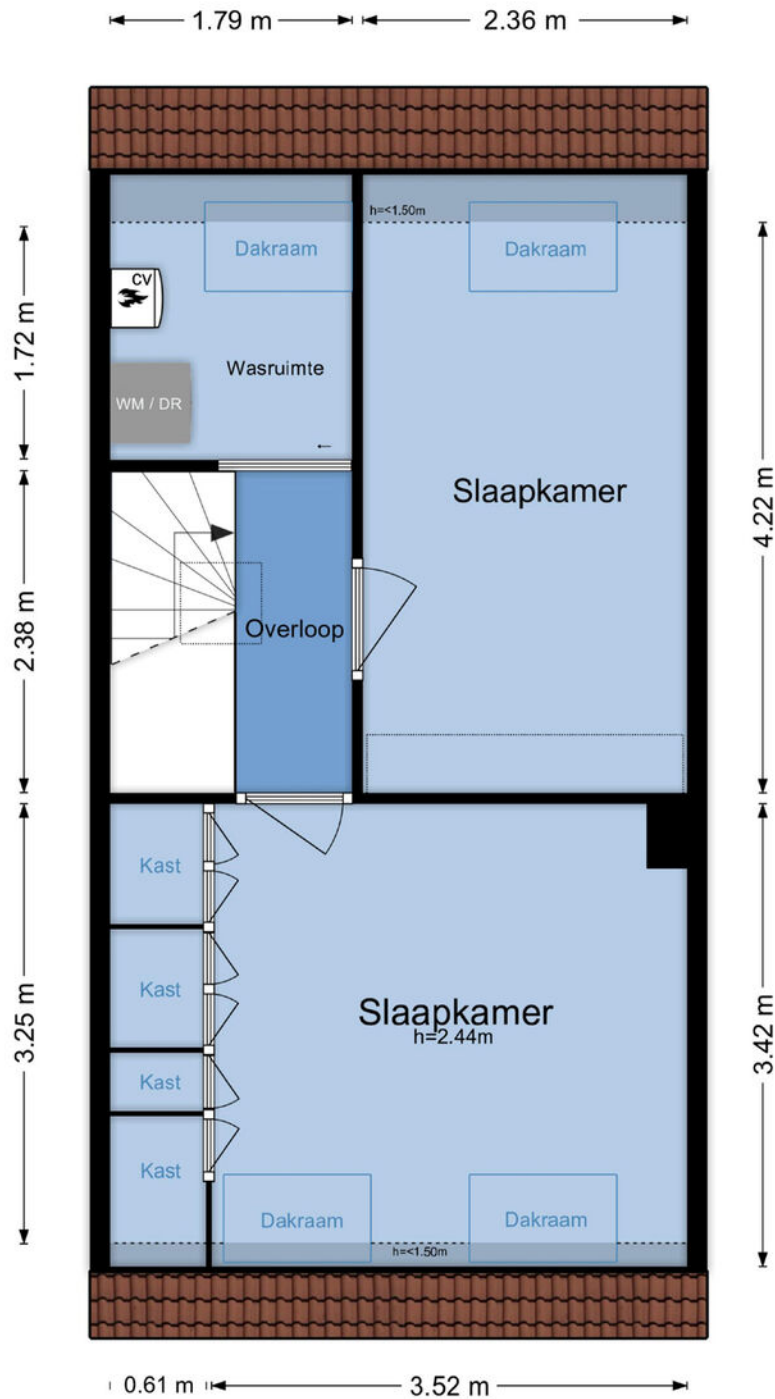 1.79 m
2.36 m
h=<1.50m
Dakraam
Dakraam
CV
1.72 m
Wasruimte
WM / DR
←
Slaapkamer
4.22 m
2.38 m
Overloop
Kast
Kast
Slaapkamer
h=2.44m
3.25 m
3.42 m
Kast
Kast
Dakraam
Dakraam
h=<1.50m
0.61 m
3.52 m